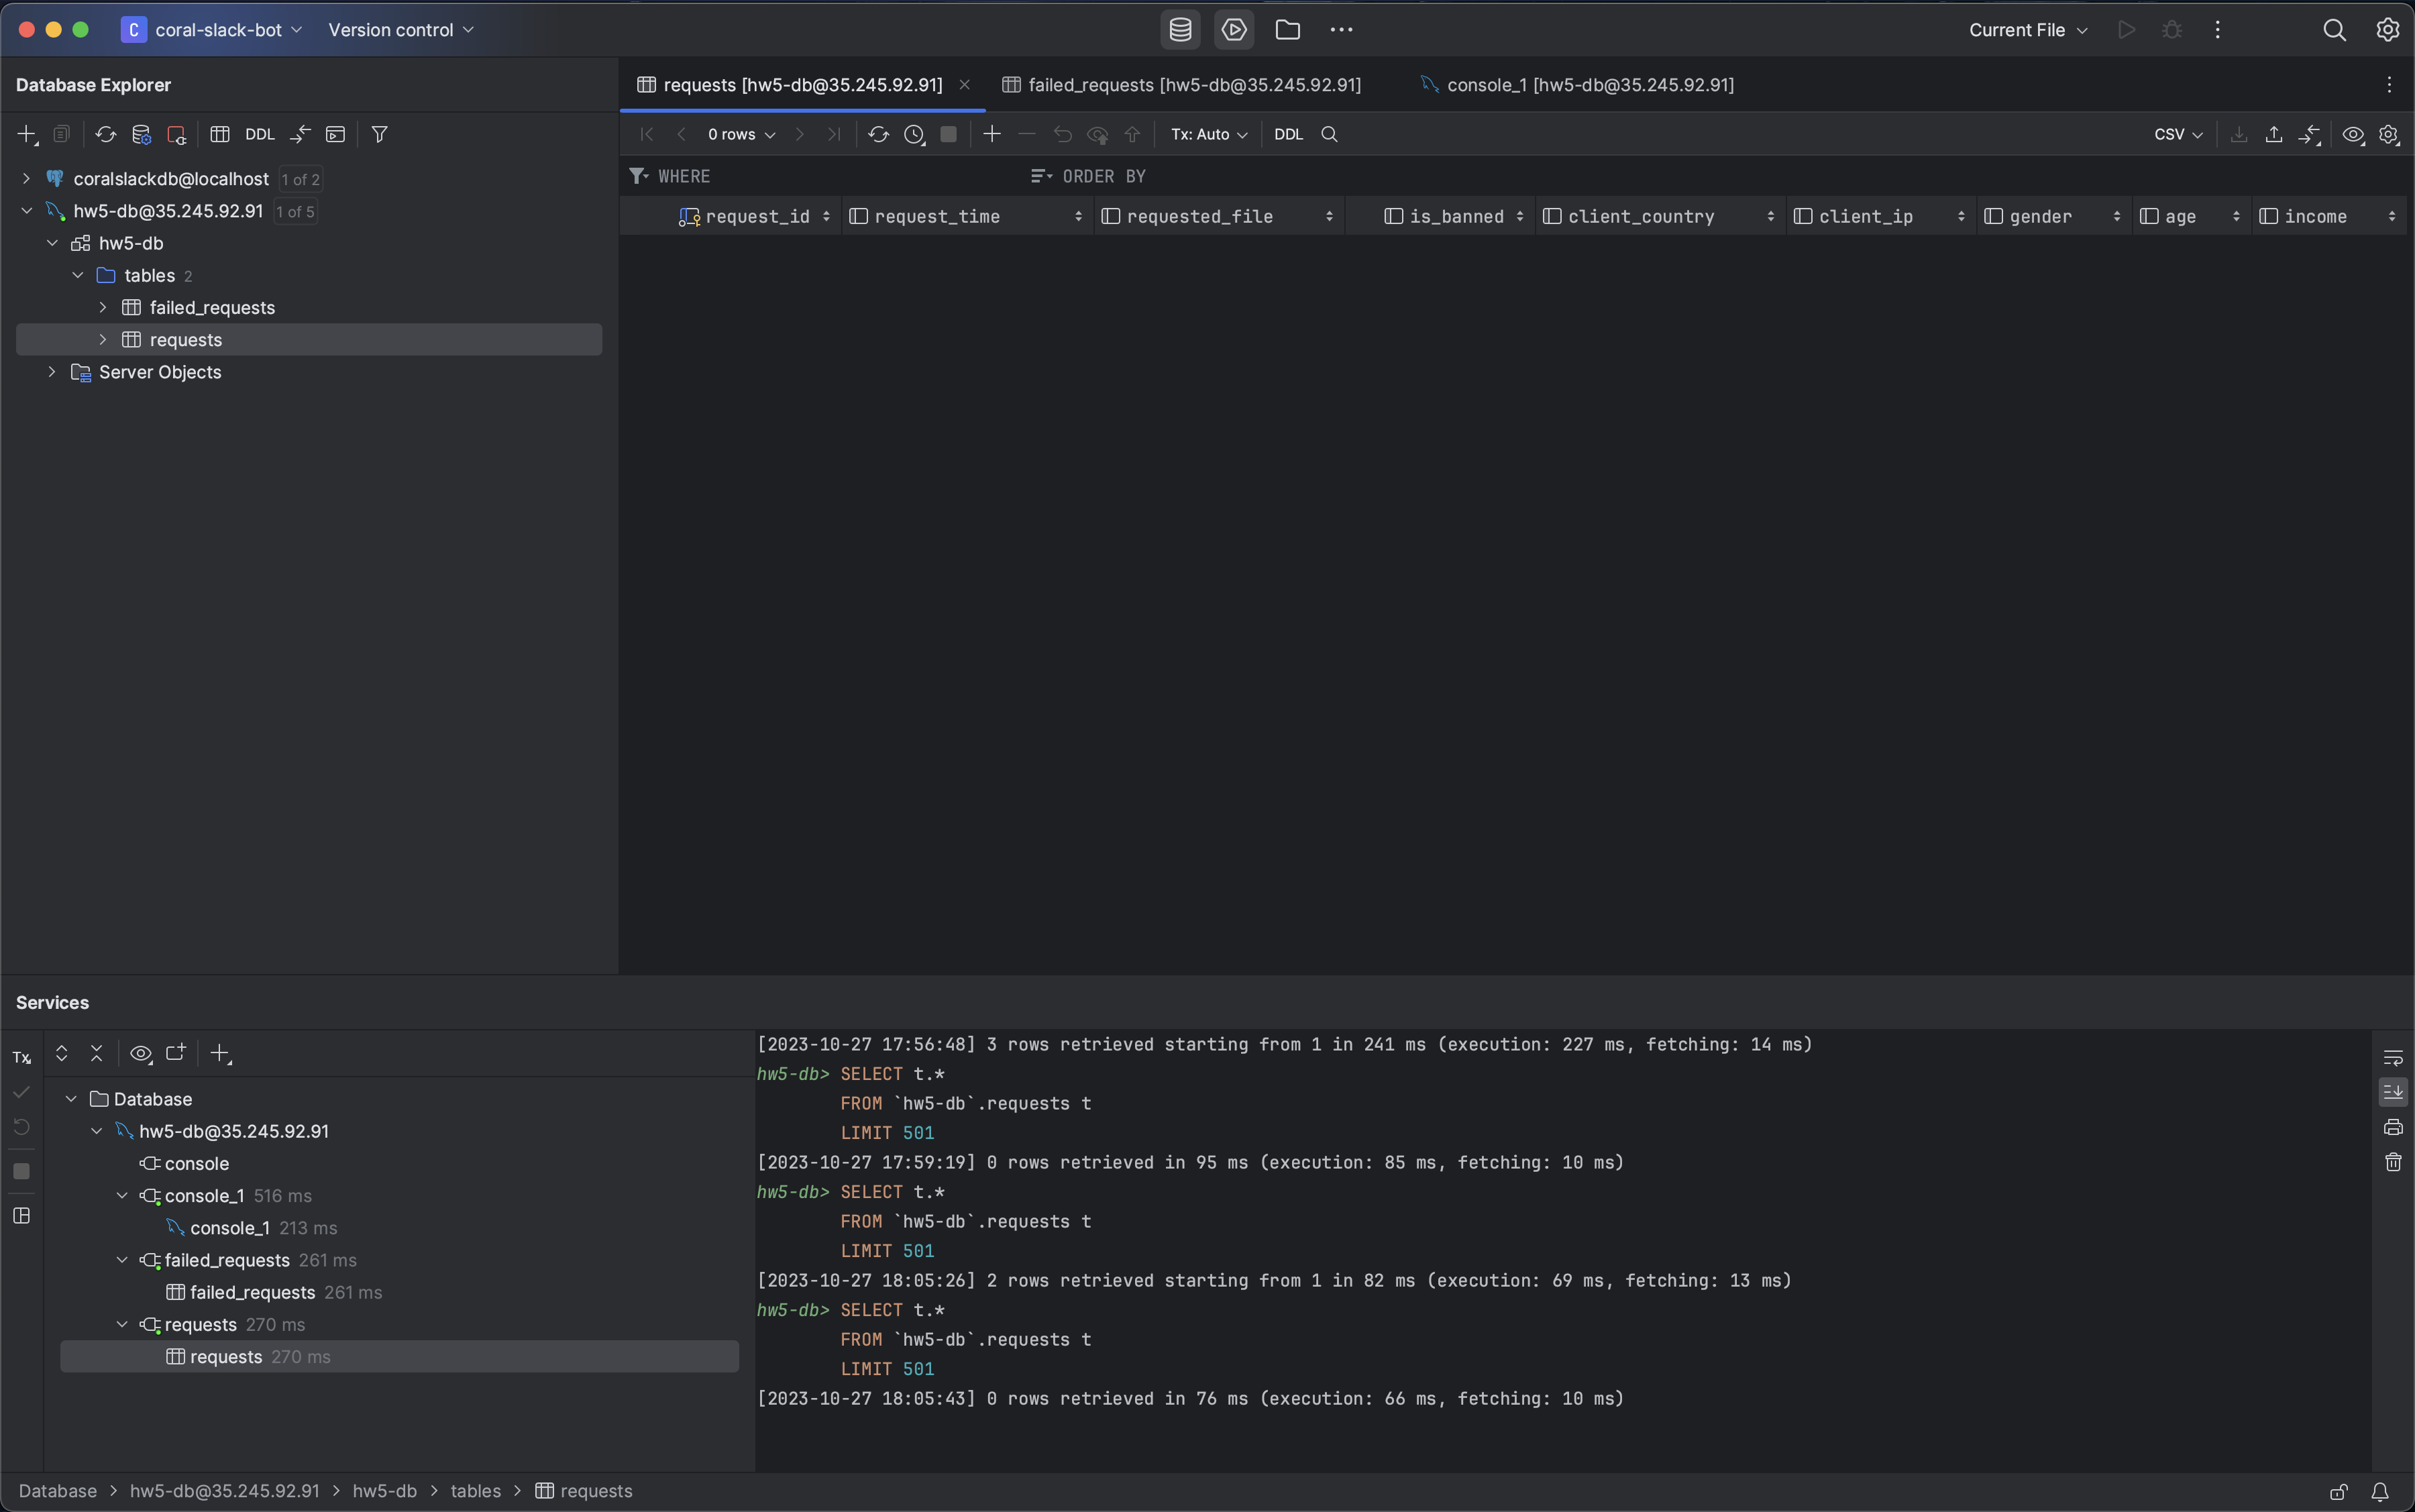 C coral-slack-bot Version control Current File
Database Explorer
requests [hw5-db@35.245.92.91] failed_requests [hw5-db@35.245.92.91] console_1 [hw5-db@35.245.92.91]
DDL
0 rows Tx: Auto DDL CSV
WHERE ORDER BY
request_id request_time requested_file is_banned client_country client_ip gender age income
coralslackdb@localhost 1 of 2
hw5-db@35.245.92.91 1 of 5
hw5-db
tables 2
failed_requests
requests
Server Objects
Services
Tx
Database
hw5-db@35.245.92.91
console
console_1 516 ms
console_1 213 ms
failed_requests 261 ms
failed_requests 261 ms
requests 270 ms
requests 270 ms
[2023-10-27 17:56:48] 3 rows retrieved starting from 1 in 241 ms (execution: 227 ms, fetching: 14 ms)
hw5-db> SELECT t.*
FROM `hw5-db`.requests t
LIMIT 501
[2023-10-27 17:59:19] 0 rows retrieved in 95 ms (execution: 85 ms, fetching: 10 ms)
hw5-db> SELECT t.*
FROM `hw5-db`.requests t
LIMIT 501
[2023-10-27 18:05:26] 2 rows retrieved starting from 1 in 82 ms (execution: 69 ms, fetching: 13 ms)
hw5-db> SELECT t.*
FROM `hw5-db`.requests t
LIMIT 501
[2023-10-27 18:05:43] 0 rows retrieved in 76 ms (execution: 66 ms, fetching: 10 ms)
Database > hw5-db@35.245.92.91 > hw5-db > tables > requests